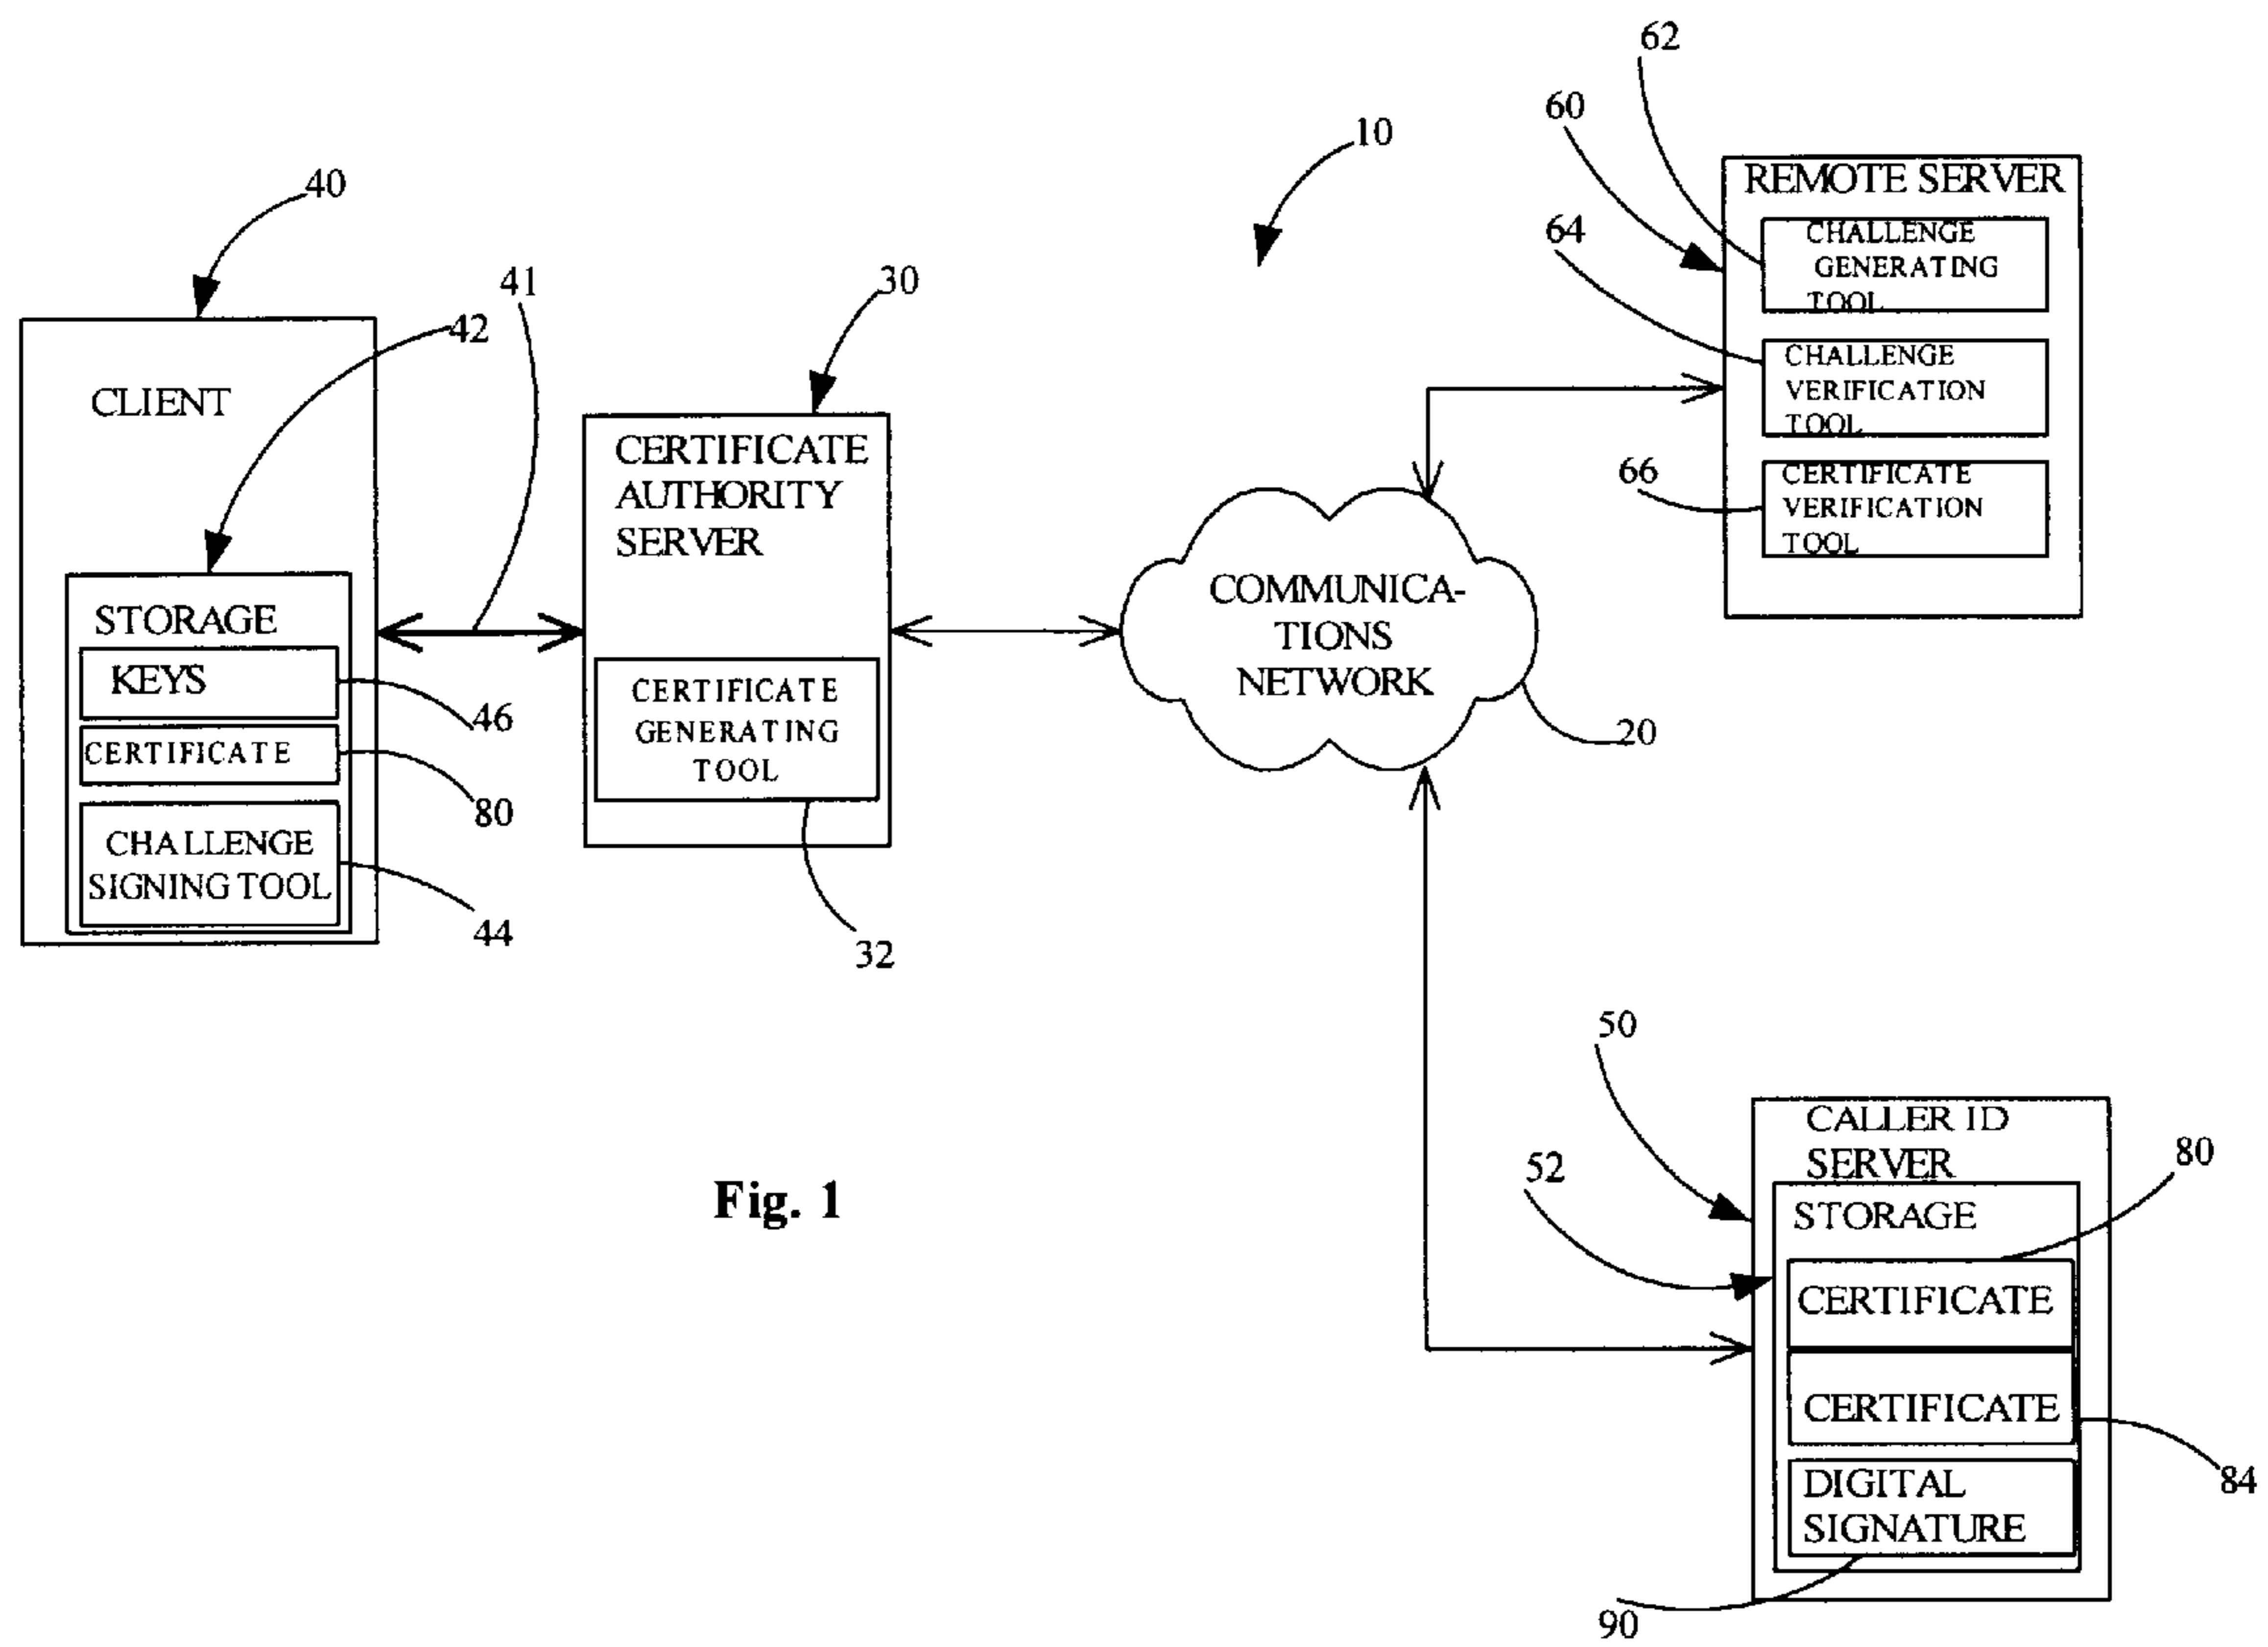 62
60
10
REMOTE SERVER
40
CHALLENGE
GENERATING
TOOL
64
41
30
42
CHALLENGE
VERIFICATION
TOOL
CLIENT
CERTIFICATE
AUTHORITY
SERVER
66
CERTIFICATE
VERIFICATION
TOOL
COMMUNICA-
TIONS
NETWORK
STORAGE
KEYS
46
CERTIFICATE
80
CHALLENGE
SIGNING TOOL
44
CERTIFICATE
GENERATING
TOOL
32
20
50
CALLER ID
SERVER
80
52
STORAGE
Fig. 1
CERTIFICATE
CERTIFICATE
84
DIGITAL
SIGNATURE
90